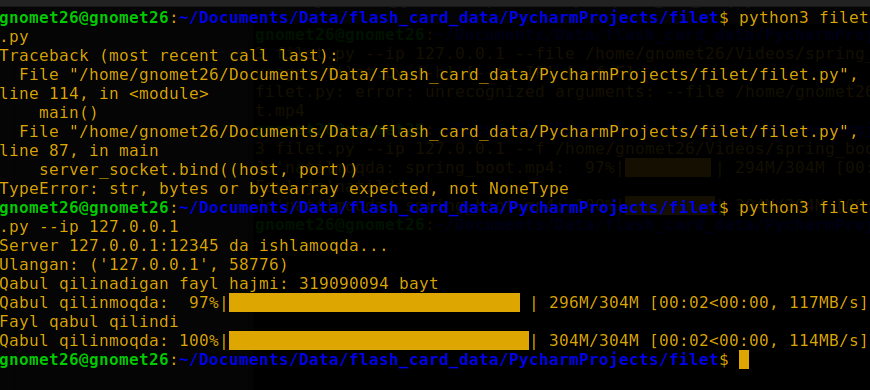 gnomet26@gnomet26:~/Documents/Data/flash_card_data/PycharmProjects/filet$ python3 filet
.py
Traceback (most recent call last):
  File "/home/gnomet26/Documents/Data/flash_card_data/PycharmProjects/filet/filet.py",
line 114, in <module>
    main()
  File "/home/gnomet26/Documents/Data/flash_card_data/PycharmProjects/filet/filet.py",
line 87, in main
    server_socket.bind((host, port))
TypeError: str, bytes or bytearray expected, not NoneType
gnomet26@gnomet26:~/Documents/Data/flash_card_data/PycharmProjects/filet$ python3 filet
.py --ip 127.0.0.1
Server 127.0.0.1:12345 da ishlamoqda...
Ulangan: ('127.0.0.1', 58776)
Qabul qilinadigan fayl hajmi: 319090094 bayt
Qabul qilinmoqda:  97%| | 296M/304M [00:02<00:00, 117MB/s]
Fayl qabul qilindi
Qabul qilinmoqda: 100%| | 304M/304M [00:02<00:00, 114MB/s]
gnomet26@gnomet26:~/Documents/Data/flash_card_data/PycharmProjects/filet$